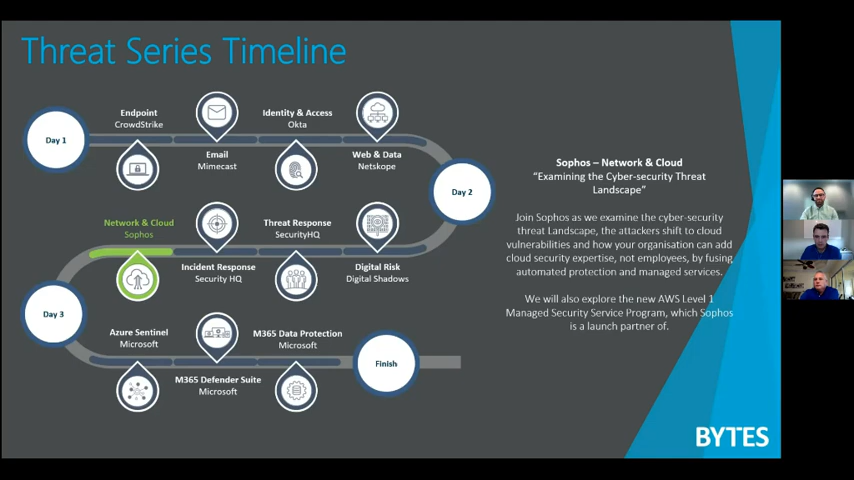 Threat Series Timeline
Day 1
Endpoint
CrowdStrike
Email
Mimecast
Identity & Access
Okta
Web & Data
Netskope
Day 2
Network & Cloud
Sophos
Incident Response
Security HQ
Threat Response
SecurityHQ
Digital Risk
Digital Shadows
Day 3
Azure Sentinel
Microsoft
M365 Defender Suite
Microsoft
M365 Data Protection
Microsoft
Finish
Sophos – Network & Cloud
“Examining the Cyber-security Threat
Landscape”
Join Sophos as we examine the cyber-security
threat Landscape, the attackers shift to cloud
vulnerabilities and how your organisation can add
cloud security expertise, not employees, by fusing
automated protection and managed services.
We will also explore the new AWS Level 1
Managed Security Service Program, which Sophos
is a launch partner of.
BYTES